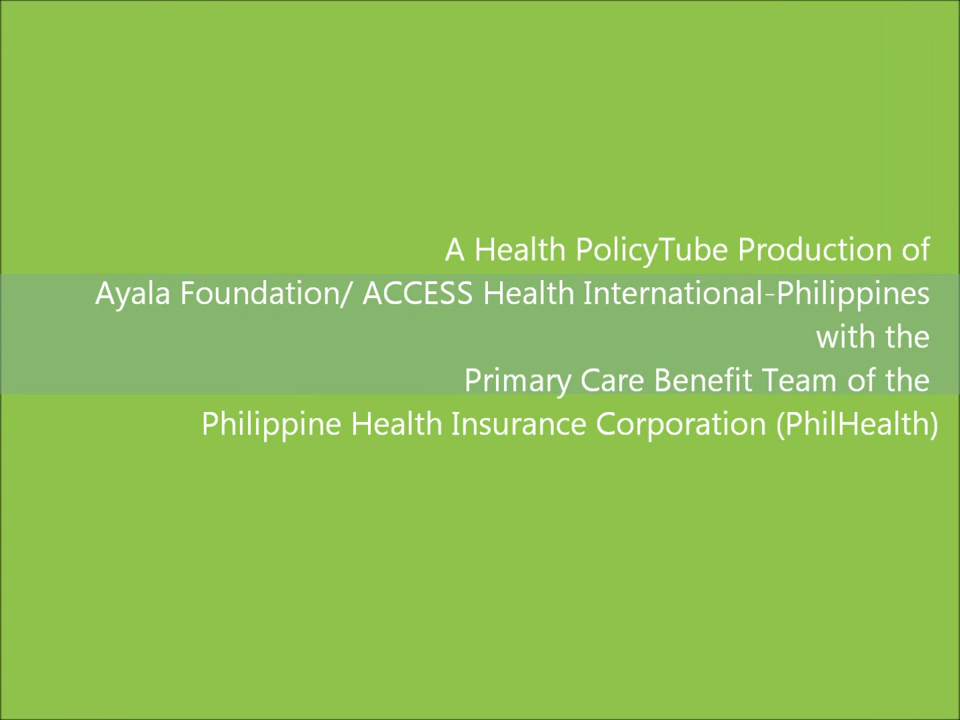 A Health PolicyTube Production of
Ayala Foundation/ ACCESS Health International-Philippines
with the
Primary Care Benefit Team of the
Philippine Health Insurance Corporation (PhilHealth)